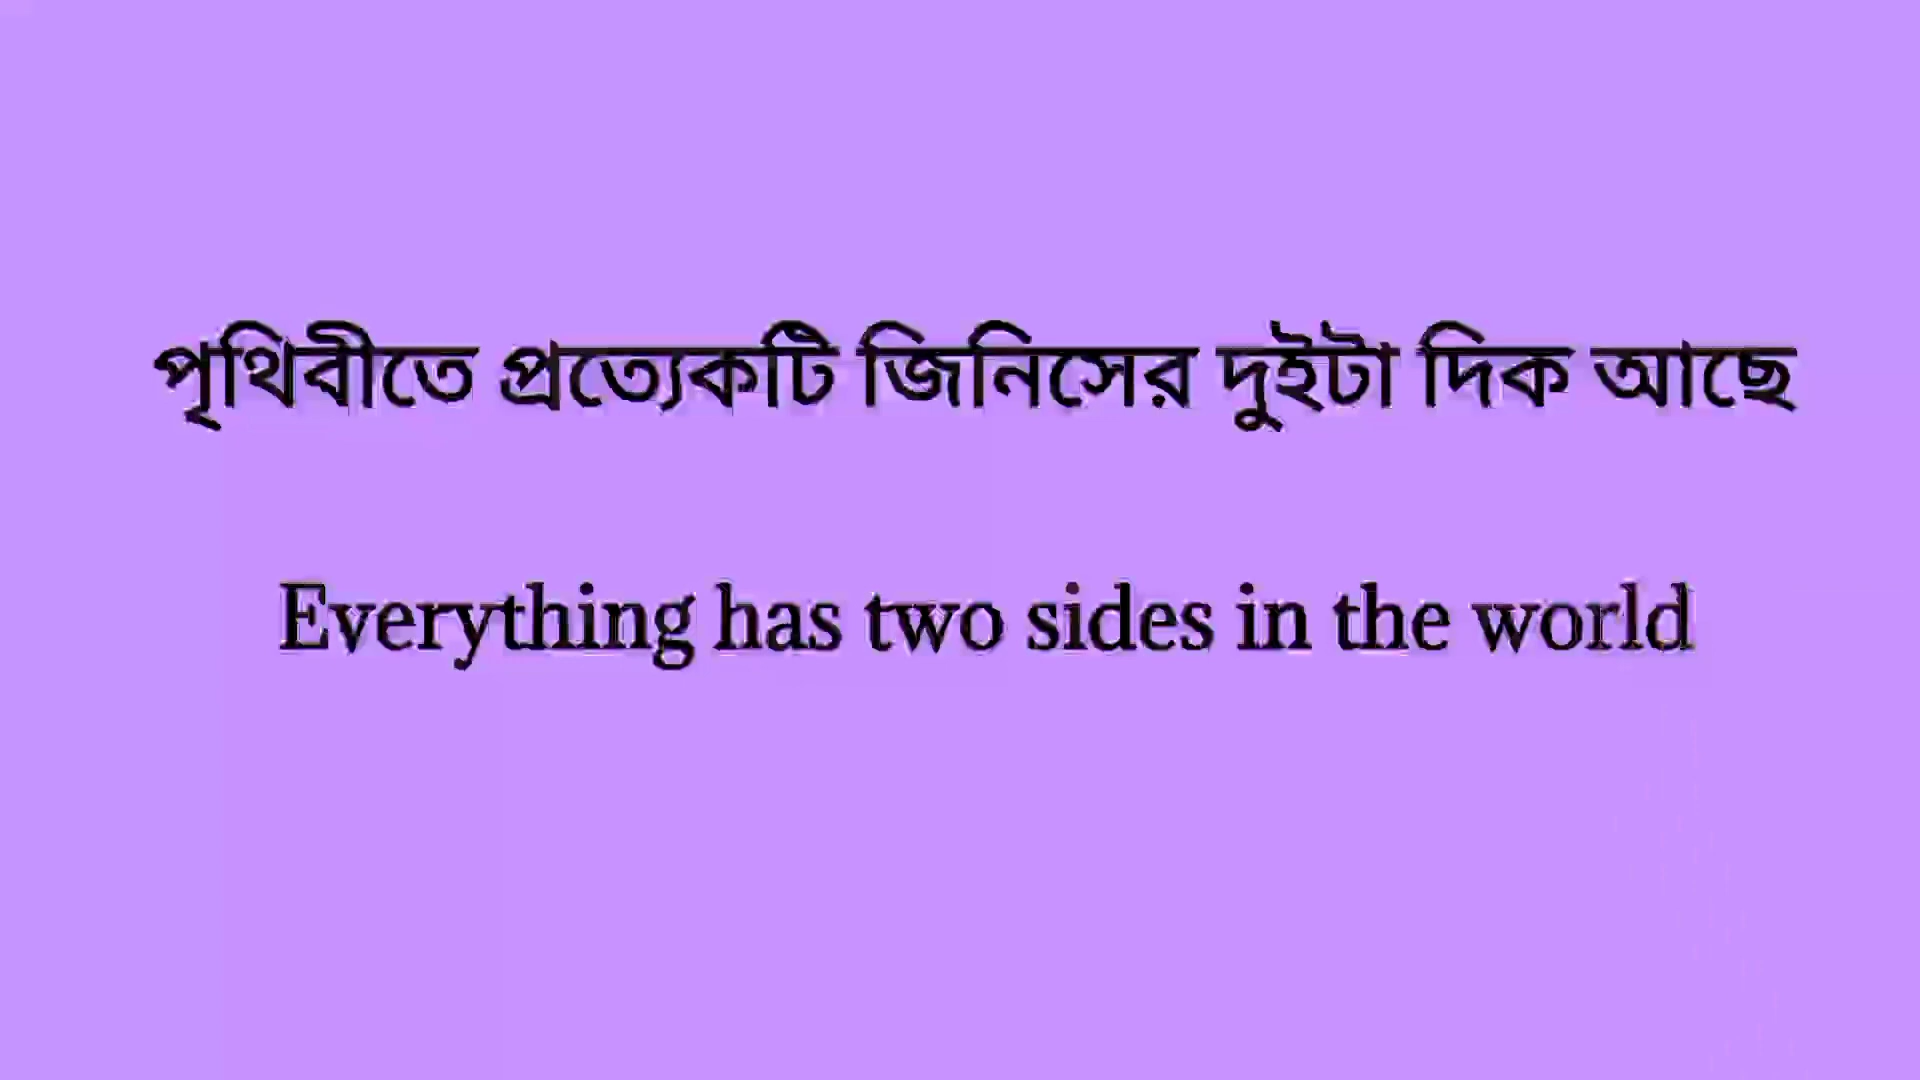 পৃথিবীতে প্রত্যেকটি জিনিসের দুইটা দিক আছে
Everything has two sides in the world